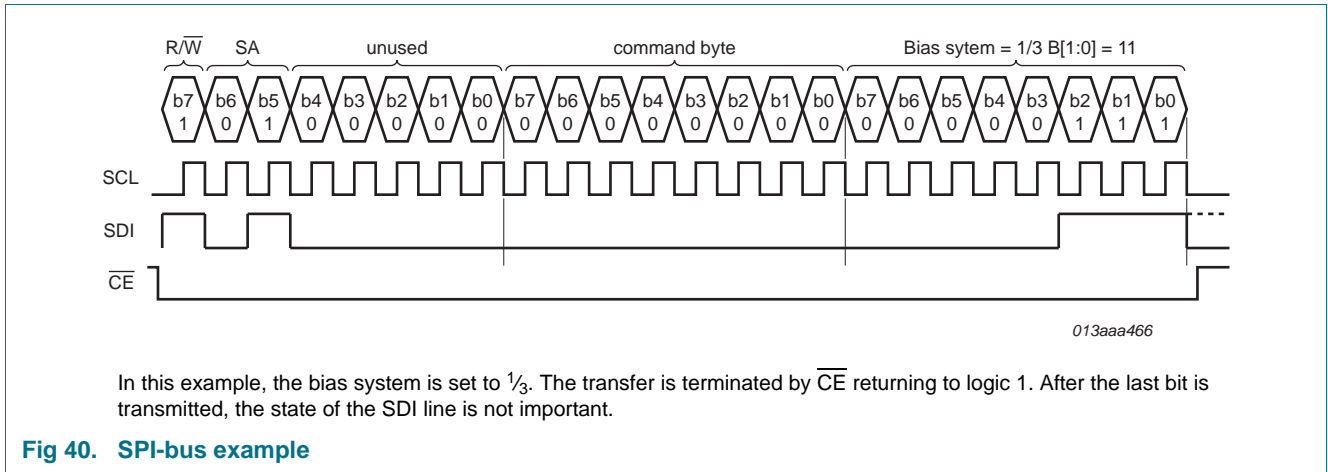 R/W SA unused command byte Bias sytem = 1/3 B[1:0] = 11
b7 b6 b5 b4 b3 b2 b1 b0 b7 b6 b5 b4 b3 b2 b1 b0 b7 b6 b5 b4 b3 b2 b1 b0
1 0 1 0 0 0 0 0 0 0 0 0 0 0 0 0 0 0 0 0 0 1 1 1
SCL
SDI
CE
013aaa466
In this example, the bias system is set to 1⁄3. The transfer is terminated by CE returning to logic 1. After the last bit is
transmitted, the state of the SDI line is not important.
Fig 40. SPI-bus example